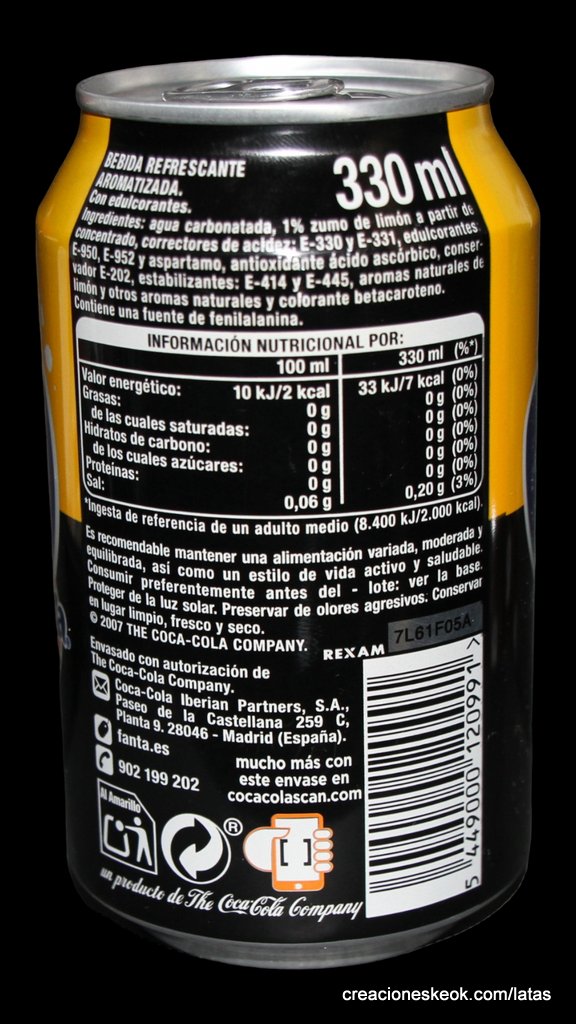 BEBIDA REFRESCANTE
AROMATIZADA.
Con edulcorantes.
330 ml
Ingredientes: agua carbonatada, 1% zumo de limón a partir de
concentrado, correctores de acidez: E-330 y E-331, edulcorantes:
E-950, E-952 y aspartamo, antioxidante ácido ascórbico, conser-
vador E-202, estabilizantes: E-414 y E-445, aromas naturales de
limón y otros aromas naturales y colorante betacaroteno.
Contiene una fuente de fenilalanina.
INFORMACIÓN NUTRICIONAL POR:
100 ml 330 ml (%*)
Valor energético: 10 kJ/2 kcal 33 kJ/7 kcal (0%)
Grasas: 0 g 0 g (0%)
de las cuales saturadas: 0 g 0 g (0%)
Hidratos de carbono: 0 g 0 g (0%)
de los cuales azúcares: 0 g 0 g (0%)
Proteínas: 0 g 0 g (0%)
Sal: 0,06 g 0,20 g (3%)
*Ingesta de referencia de un adulto medio (8.400 kJ/2.000 kcal).
Es recomendable mantener una alimentación variada, moderada y
equilibrada, así como un estilo de vida activo y saludable.
Consumir preferentemente antes del - lote: ver la base.
Proteger de la luz solar. Preservar de olores agresivos. Conservar
en lugar limpio, fresco y seco.
© 2007 THE COCA-COLA COMPANY.
REXAM
7L61F05A
Envasado con autorización de
The Coca-Cola Company.
Coca-Cola Iberian Partners, S.A.,
Paseo de la Castellana 259 C,
Planta 9. 28046 - Madrid (España).
fanta.es
902 199 202
mucho más con
este envase en
cocacolascan.com
Al Amarillo
®
[ ]
un producto de The Coca-Cola Company
5 449000 120991 >
creacioneskeok.com/latas